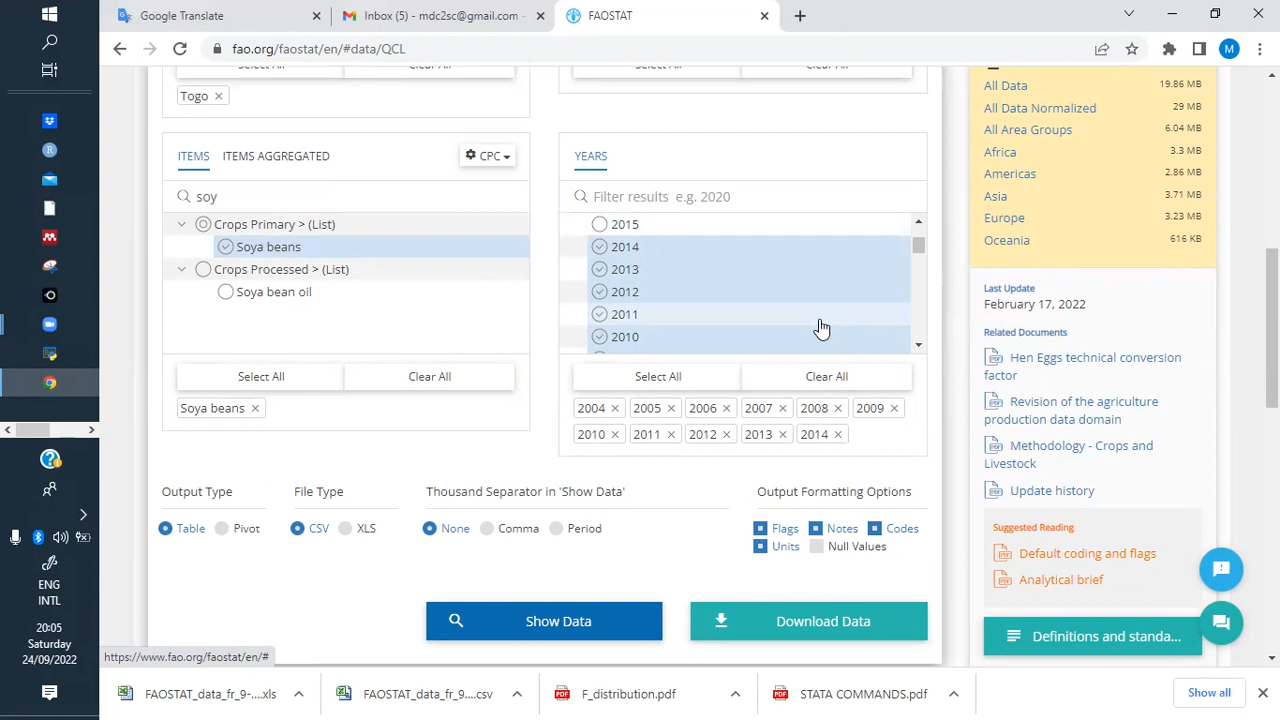 Google Translate
Inbox (5) - mdc2sc@gmail.com
FAOSTAT
fao.org/faostat/en/#data/QCL
M
Select All Clear All Select All Clear All
Togo
ITEMS ITEMS AGGREGATED CPC
soy
Crops Primary > (List)
Soya beans
Crops Processed > (List)
Soya bean oil
Select All Clear All
Soya beans
YEARS
Filter results e.g. 2020
2015
2014
2013
2012
2011
2010
Select All Clear All
2004 2005 2006 2007 2008 2009
2010 2011 2012 2013 2014
Output Type
Table Pivot
File Type
CSV XLS
Thousand Separator in 'Show Data'
None Comma Period
Output Formatting Options
Flags Notes Codes
Units Null Values
Show Data Download Data
All Data 19.86 MB
All Data Normalized 29 MB
All Area Groups 6.04 MB
Africa 3.3 MB
Americas 2.86 MB
Asia 3.71 MB
Europe 3.23 MB
Oceania 616 KB
Last Update
February 17, 2022
Related Documents
Hen Eggs technical conversion
factor
Revision of the agriculture
production data domain
Methodology - Crops and
Livestock
Update history
Suggested Reading
Default coding and flags
Analytical brief
Definitions and standa...
https://www.fao.org/faostat/en/#
FAOSTAT_data_fr_9-....xls
FAOSTAT_data_fr_9....csv
F_distribution.pdf
STATA COMMANDS.pdf
Show all
ENG
INTL
20:05
Saturday
24/09/2022